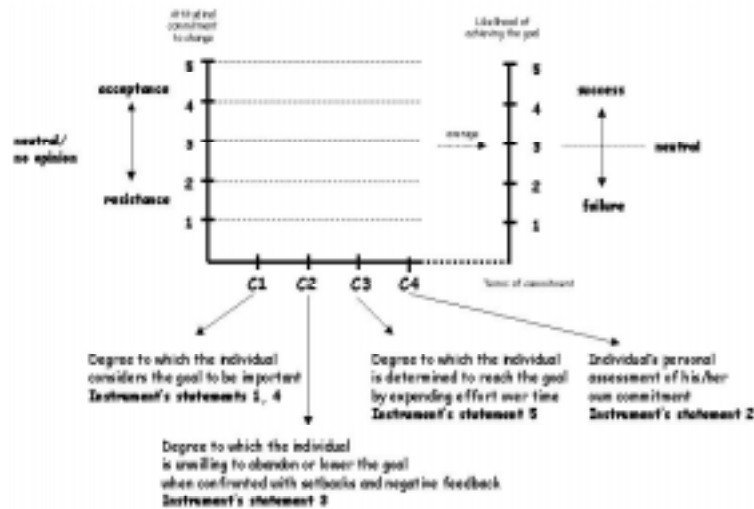 Attitudinal
commitment
to change
Likelihood of
achieving the goal
5
4
3
2
1
acceptance
neutral/
no opinion
resistance
average
5
4
3
2
1
success
neutral
failure
C1 C2 C3 C4
Terms of commitment
Degree to which the individual
considers the goal to be important
Instrument's statements 1, 4
Degree to which the individual
is determined to reach the goal
by expending effort over time
Instrument's statement 5
Individual's personal
assessment of his/her
own commitment
Instrument's statement 2
Degree to which the individual
is unwilling to abandon or lower the goal
when confronted with setbacks and negative feedback
Instrument's statement 3